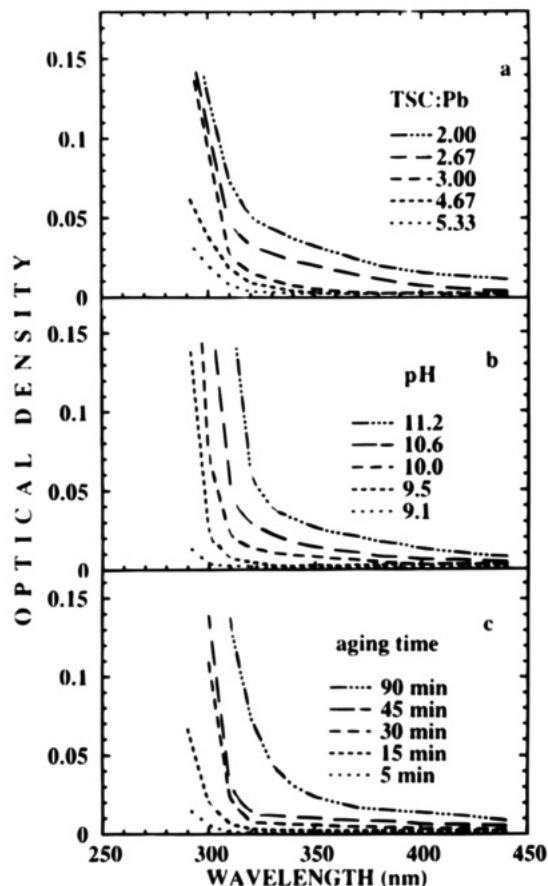 0.15
0.1
0.05
0
a
TSC:Pb
2.00
2.67
3.00
4.67
5.33
0.15
0.1
0.05
0
b
pH
11.2
10.6
10.0
9.5
9.1
0.15
0.1
0.05
0
c
aging time
90 min
45 min
30 min
15 min
5 min
250 300 350 400 450
WAVELENGTH (nm)
OPTICAL DENSITY